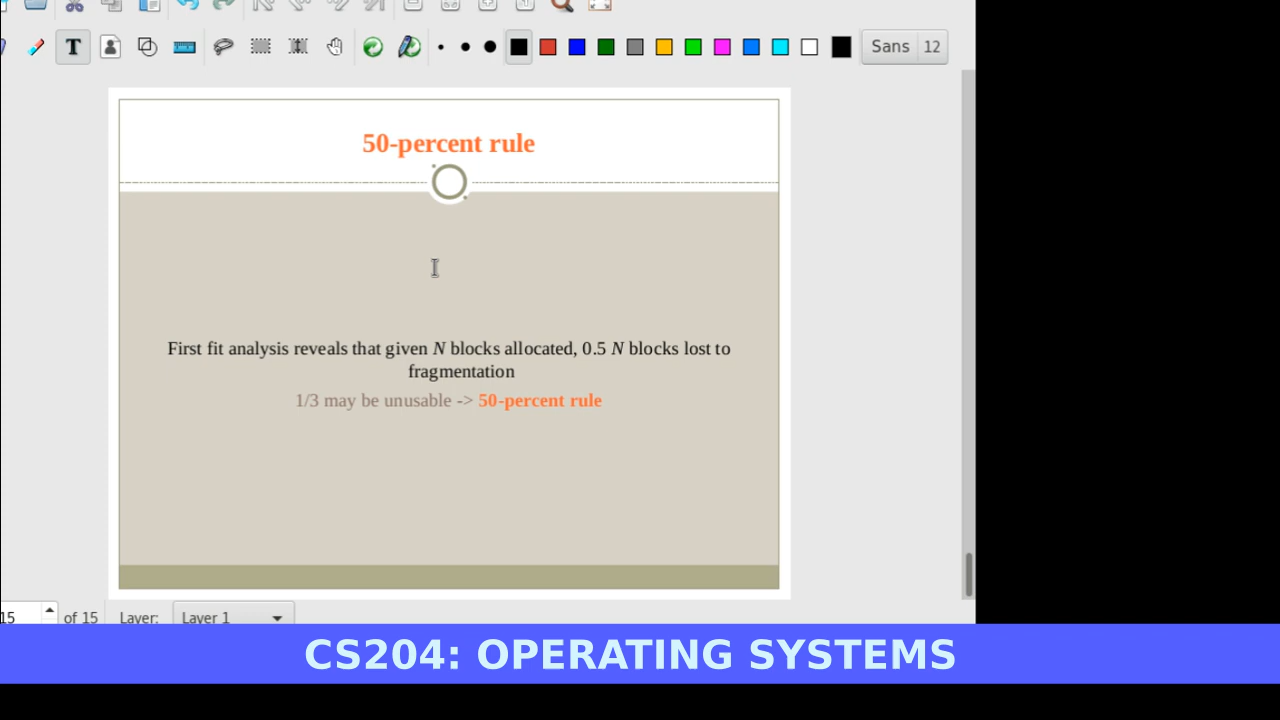 T
Sans 12
50-percent rule
First fit analysis reveals that given N blocks allocated, 0.5 N blocks lost to
fragmentation
1/3 may be unusable -> 50-percent rule
15 of 15 Layer: Layer 1
CS204: OPERATING SYSTEMS